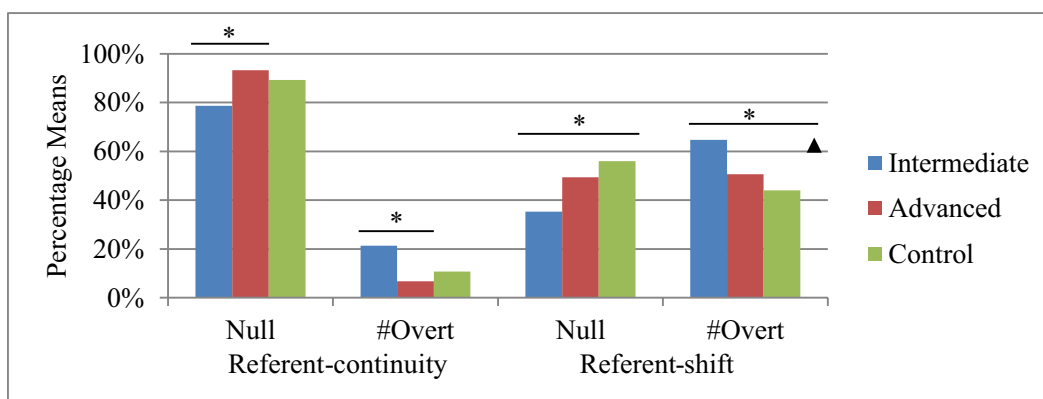 Percentage Means
100%
80%
60%
40%
20%
0%
*
*
*
*
▲
Null #Overt Null #Overt
Referent-continuity Referent-shift
Intermediate
Advanced
Control